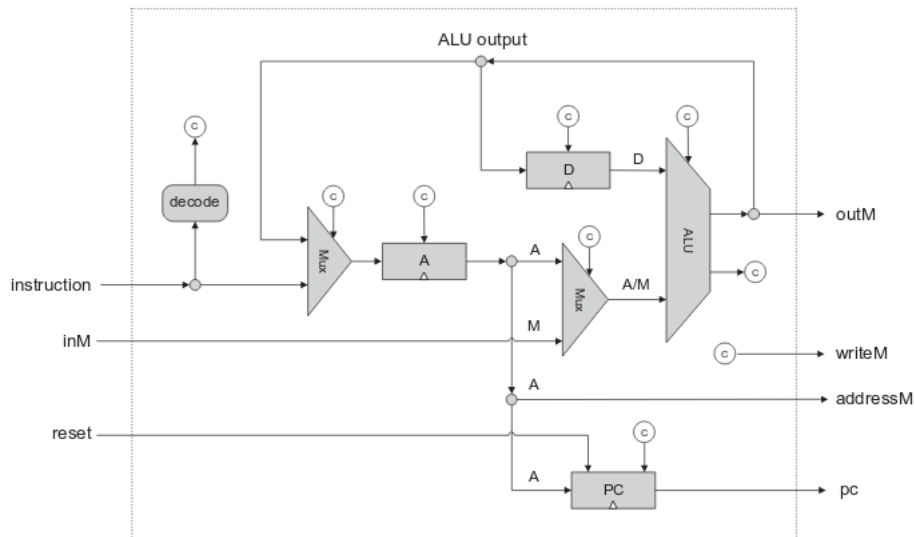 ALU output
C
C
C
D
D
decode
C
C
outM
Mux
A
A
C
Mux
A/M
ALU
C
instruction
inM
M
C
writeM
A
addressM
reset
C
A
PC
pc